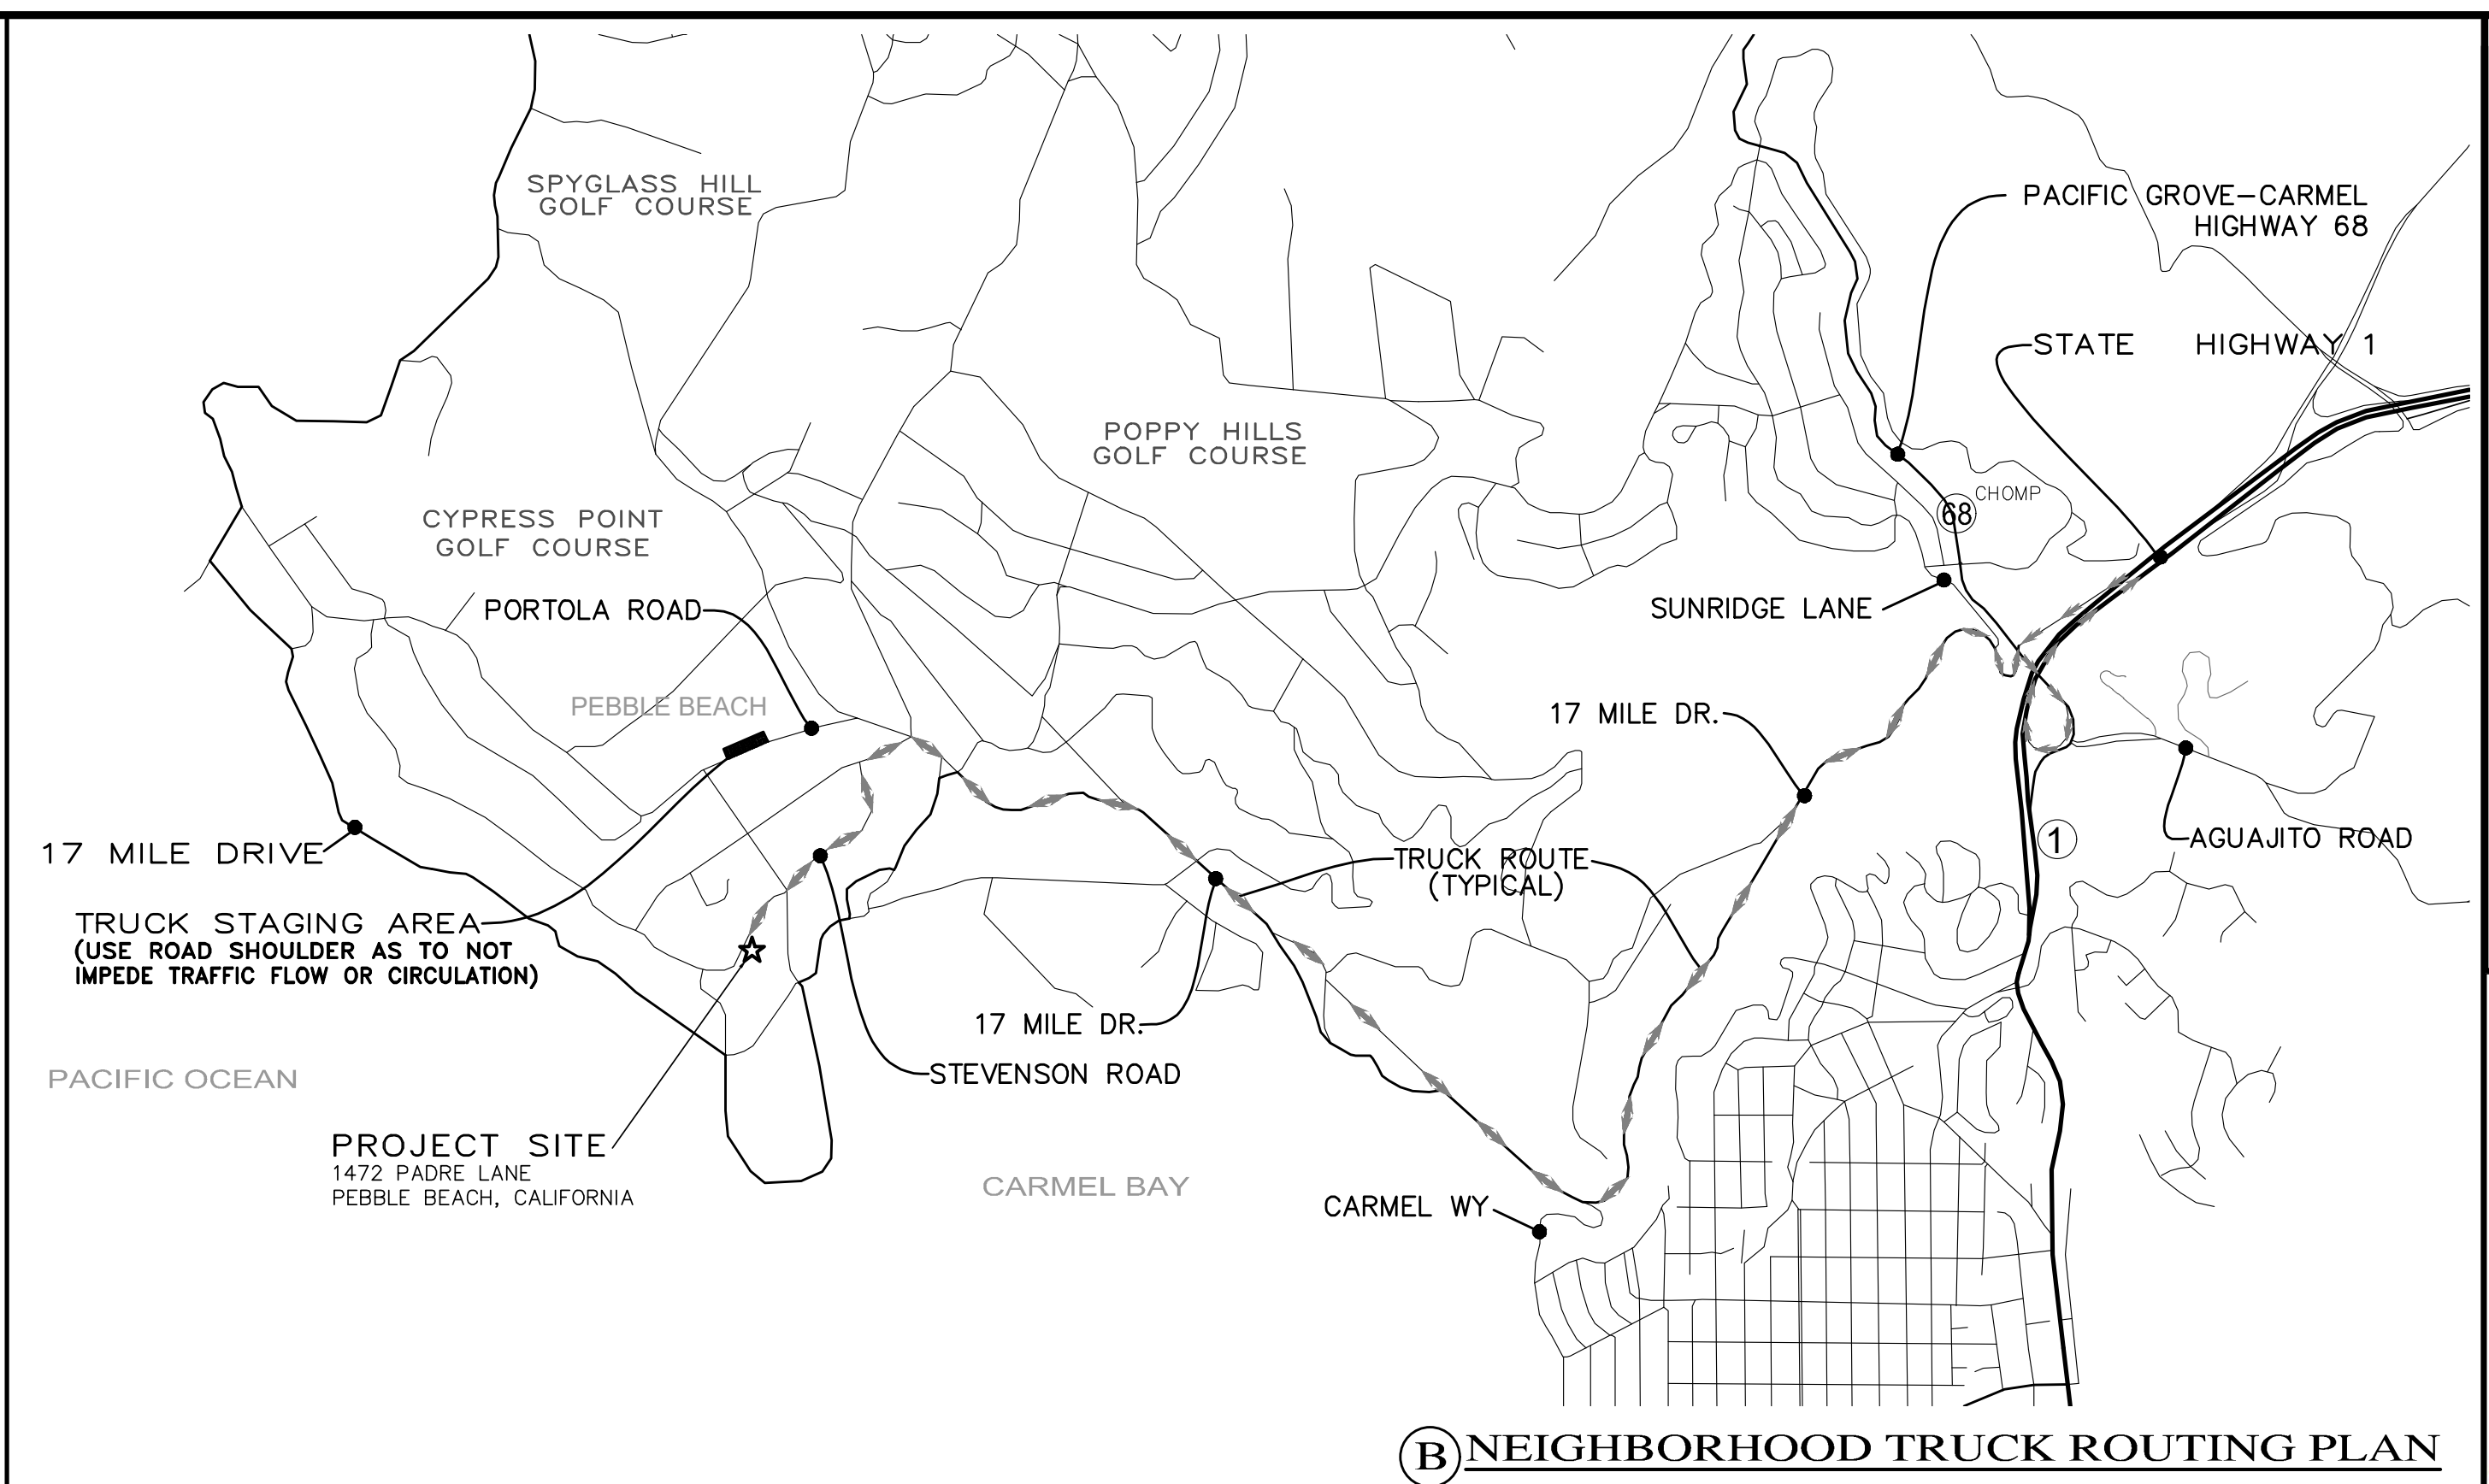 SPYGLASS HILL
GOLF COURSE
PACIFIC GROVE-CARMEL
HIGHWAY 68
STATE HIGHWAY 1
POPPY HILLS
GOLF COURSE
CHOMP
68
CYPRESS POINT
GOLF COURSE
PORTOLA ROAD
SUNRIDGE LANE
PEBBLE BEACH
17 MILE DR.
17 MILE DRIVE
1
AGUAJITO ROAD
TRUCK ROUTE
(TYPICAL)
TRUCK STAGING AREA
(USE ROAD SHOULDER AS TO NOT
IMPEDE TRAFFIC FLOW OR CIRCULATION)
17 MILE DR.
STEVENSON ROAD
PACIFIC OCEAN
PROJECT SITE
1472 PADRE LANE
PEBBLE BEACH, CALIFORNIA
CARMEL BAY
CARMEL WY
B NEIGHBORHOOD TRUCK ROUTING PLAN